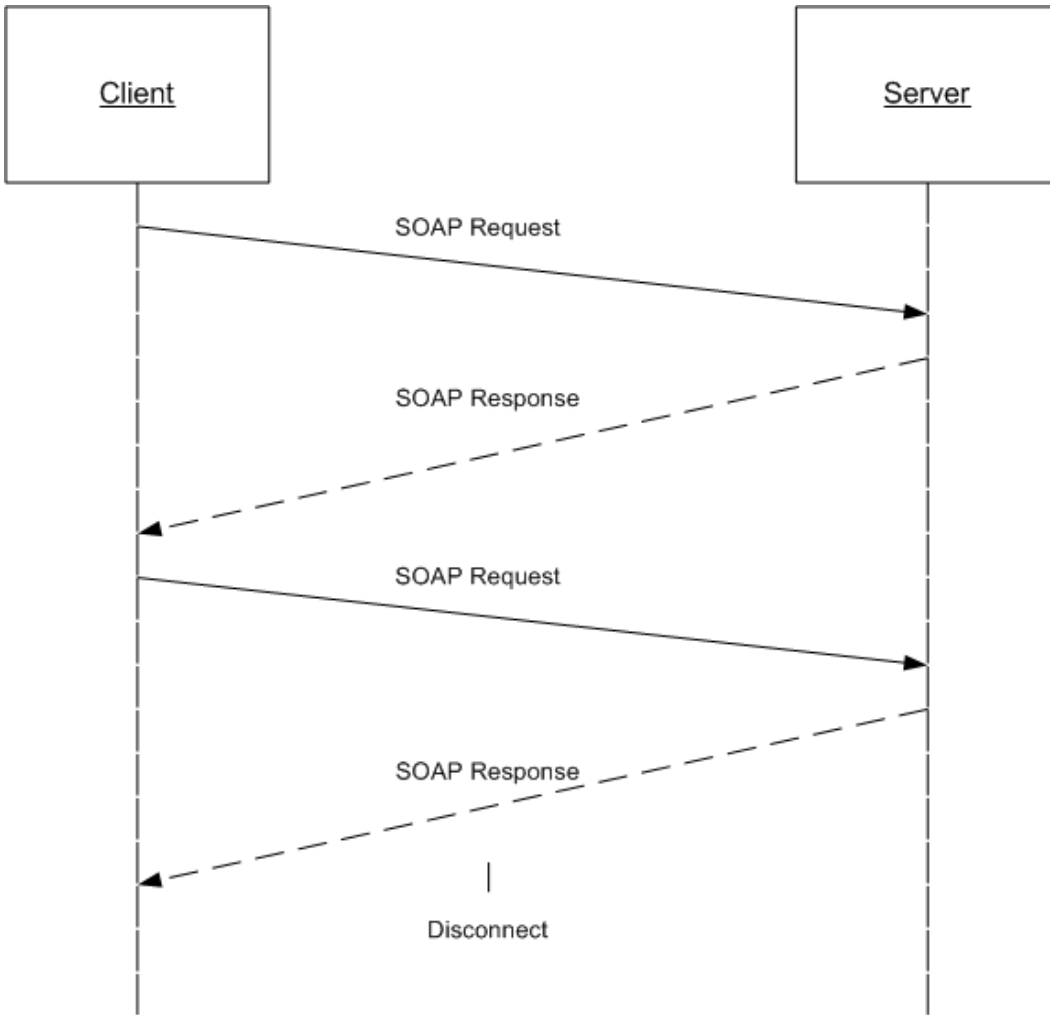 Client
Server
SOAP Request
SOAP Response
SOAP Request
SOAP Response
Disconnect